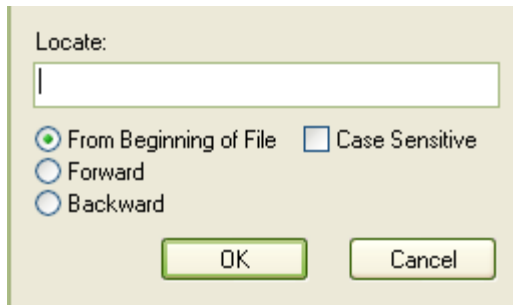 Locate:
From Beginning of File Case Sensitive
Forward
Backward
OK Cancel